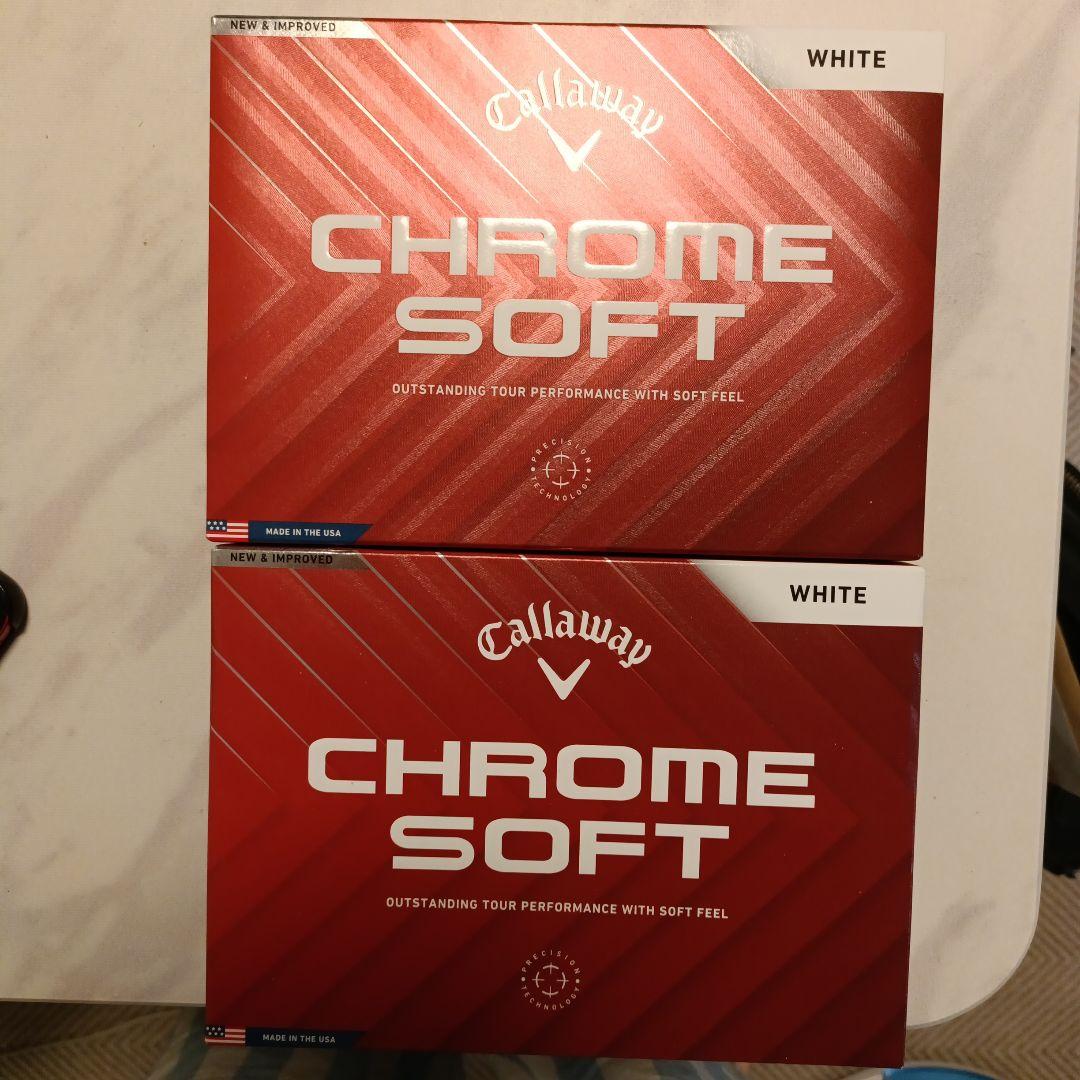 NEW & IMPROVED
WHITE
Callaway
CHROME
SOFT
OUTSTANDING TOUR PERFORMANCE WITH SOFT FEEL
PRECISION
TECHNOLOGY
MADE IN THE USA
NEW & IMPROVED
WHITE
Callaway
CHROME
SOFT
OUTSTANDING TOUR PERFORMANCE WITH SOFT FEEL
PRECISION
TECHNOLOGY
MADE IN THE USA